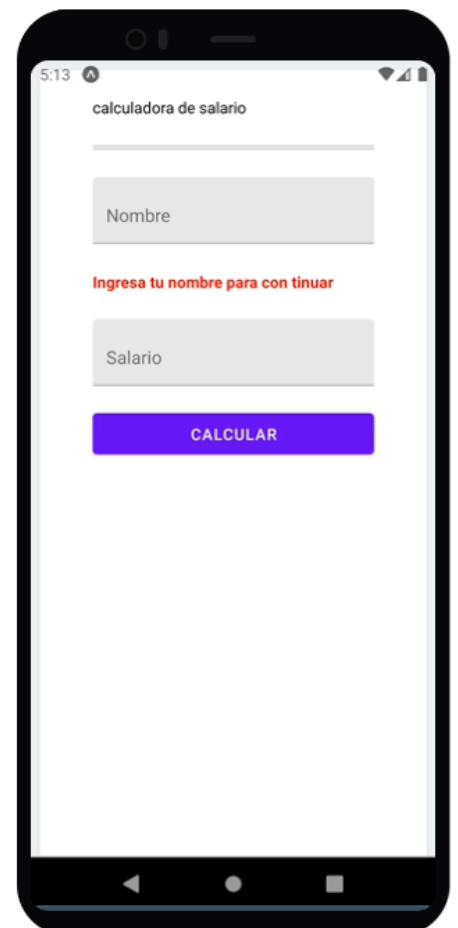 5:13
calculadora de salario
Nombre
Ingresa tu nombre para con tinuar
Salario
CALCULAR